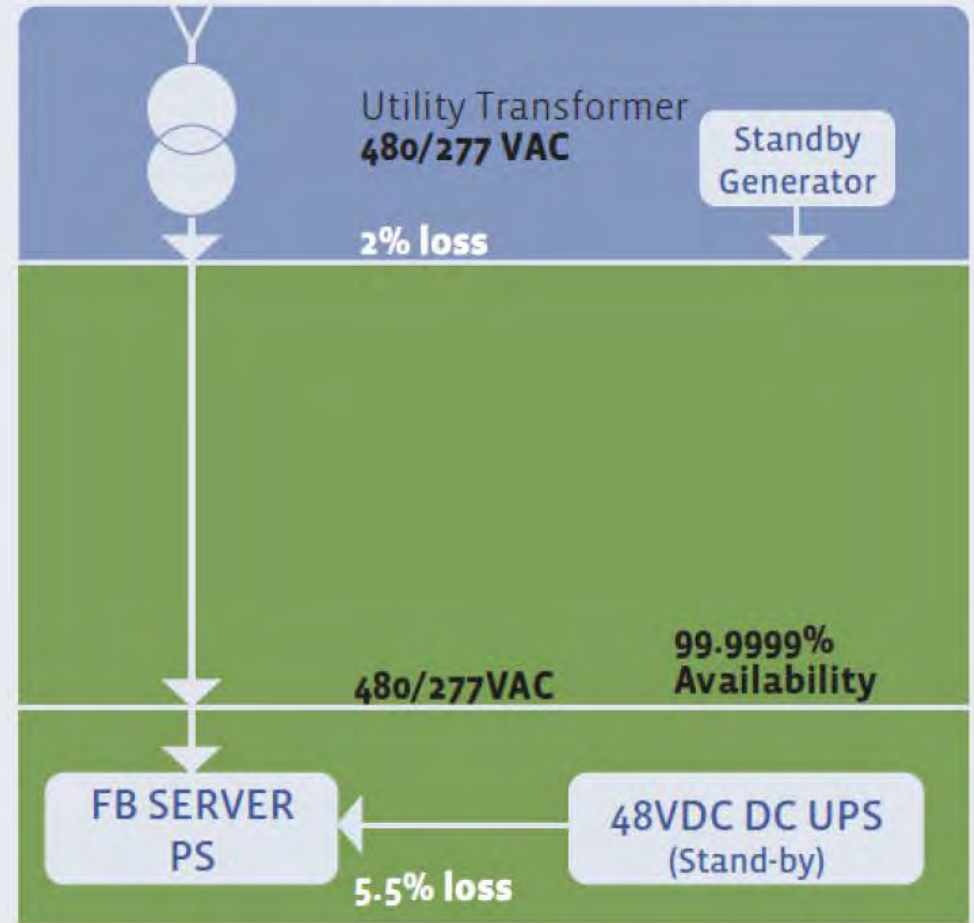 Utility Transformer
480/277 VAC
Standby
Generator
2% loss
99.9999%
Availability
480/277VAC
FB SERVER
PS
48VDC DC UPS
(Stand-by)
5.5% loss